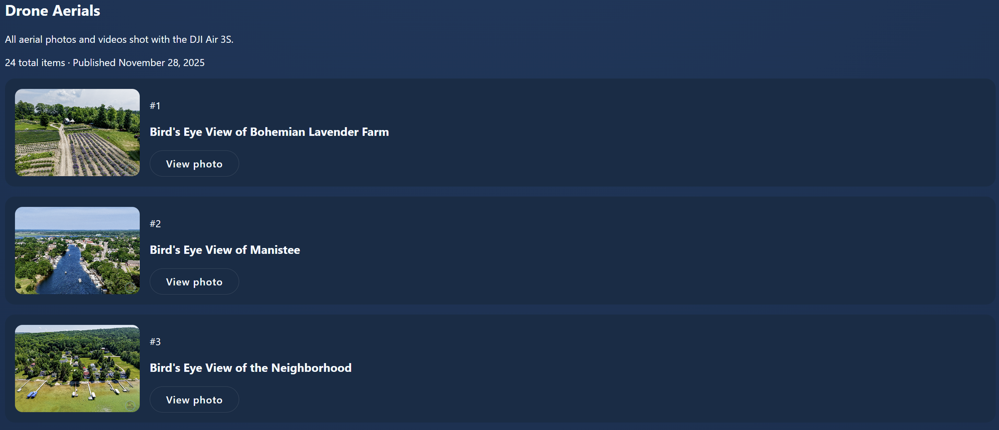 Drone Aerials
All aerial photos and videos shot with the DJI Air 3S.
24 total items · Published November 28, 2025
#1
Bird's Eye View of Bohemian Lavender Farm
View photo
#2
Bird's Eye View of Manistee
View photo
#3
Bird's Eye View of the Neighborhood
View photo